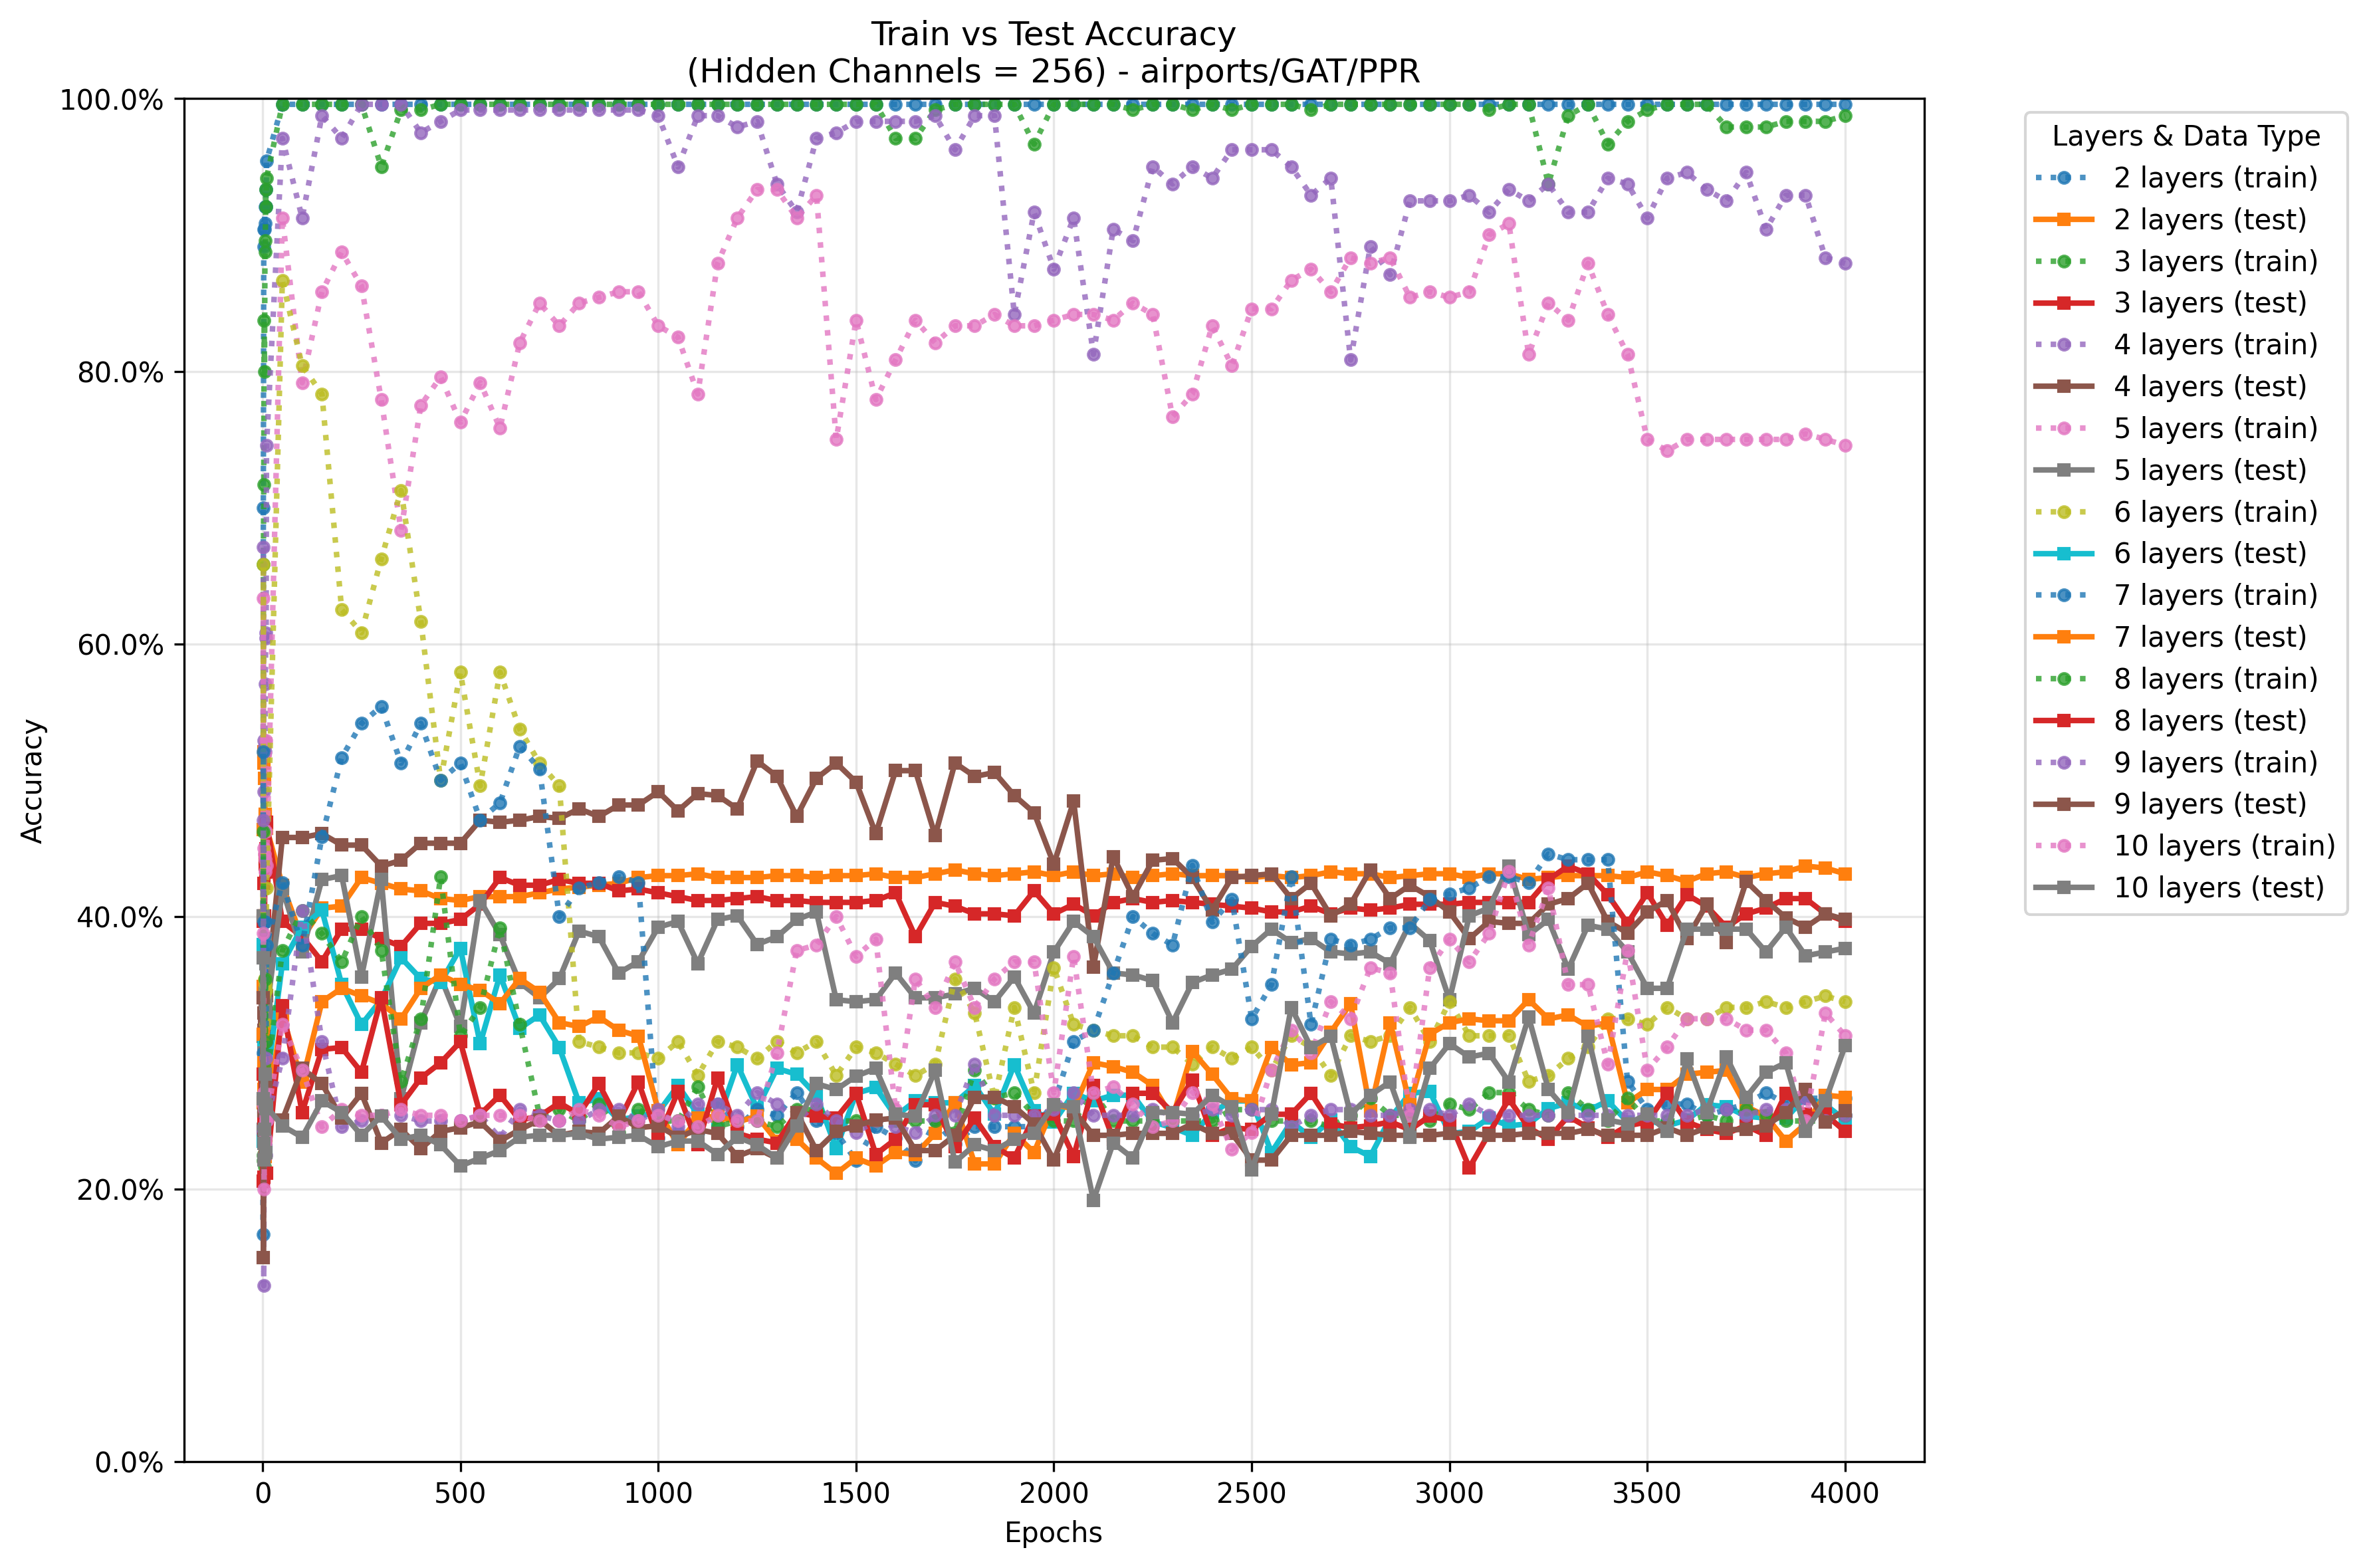 Train vs Test Accuracy
(Hidden Channels = 256) - airports/GAT/PPR
Accuracy
100.0%
80.0%
60.0%
40.0%
20.0%
0.0%
0 500 1000 1500 2000 2500 3000 3500 4000
Epochs
Layers & Data Type
2 layers (train)
2 layers (test)
3 layers (train)
3 layers (test)
4 layers (train)
4 layers (test)
5 layers (train)
5 layers (test)
6 layers (train)
6 layers (test)
7 layers (train)
7 layers (test)
8 layers (train)
8 layers (test)
9 layers (train)
9 layers (test)
10 layers (train)
10 layers (test)